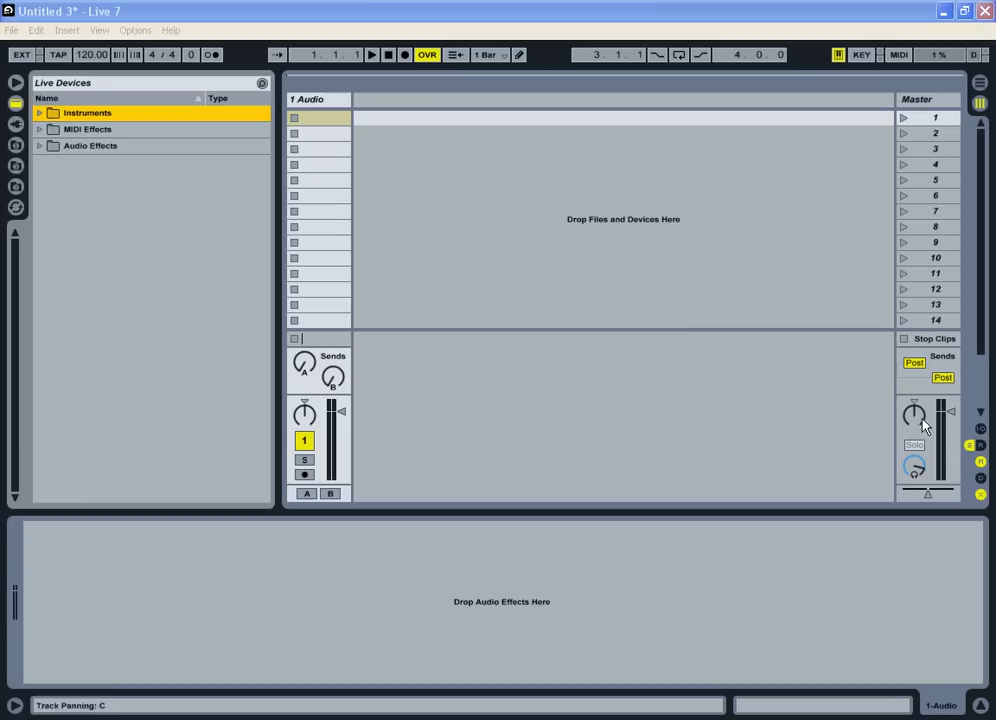 Untitled 3* - Live 7
File Edit Insert View Options Help
EXT TAP 120.00 4 / 4 0 1. 1. 1 OVR 1 Bar 3. 1. 1 4. 0. 0 KEY MIDI 1 % D
Live Devices
Name Type
Instruments
MIDI Effects
Audio Effects
1 Audio
Master
1
2
3
4
5
6
7
8
9
10
11
12
13
14
Drop Files and Devices Here
Stop Clips
Sends
A
B
Sends
Post
Post
1
S
A B
Solo
S R
Drop Audio Effects Here
Track Panning: C
1-Audio